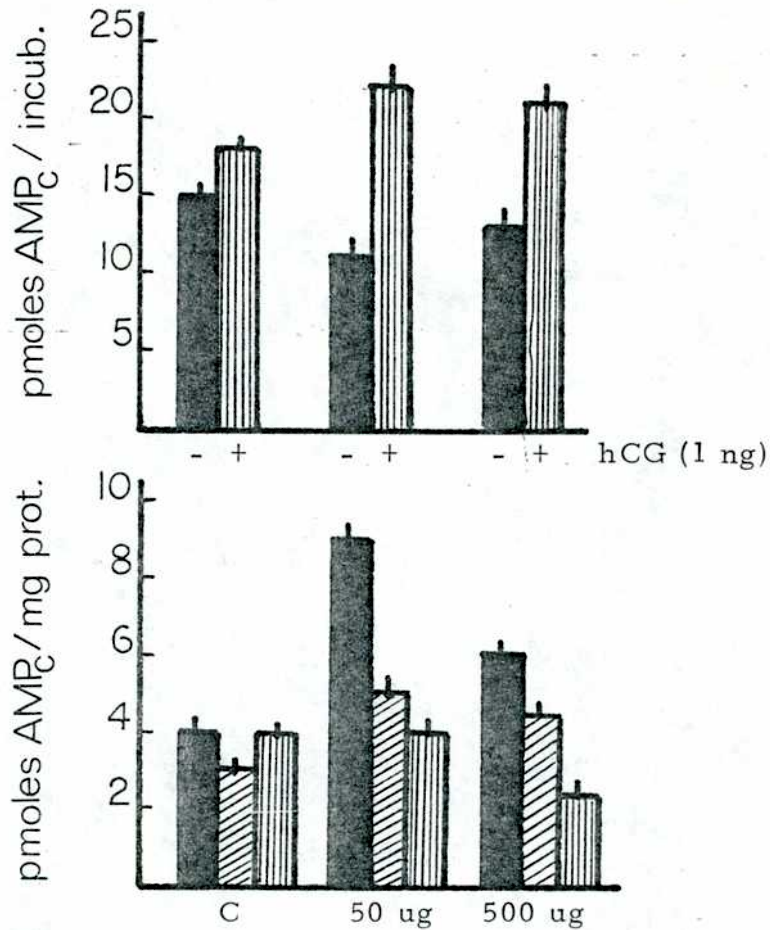 pmoles AMPc / incub.
25
20
15
10
5
- + - + - + hCG (1 ng)
pmoles AMPc / mg prot.
10
8
6
4
2
C 50 ug 500 ug